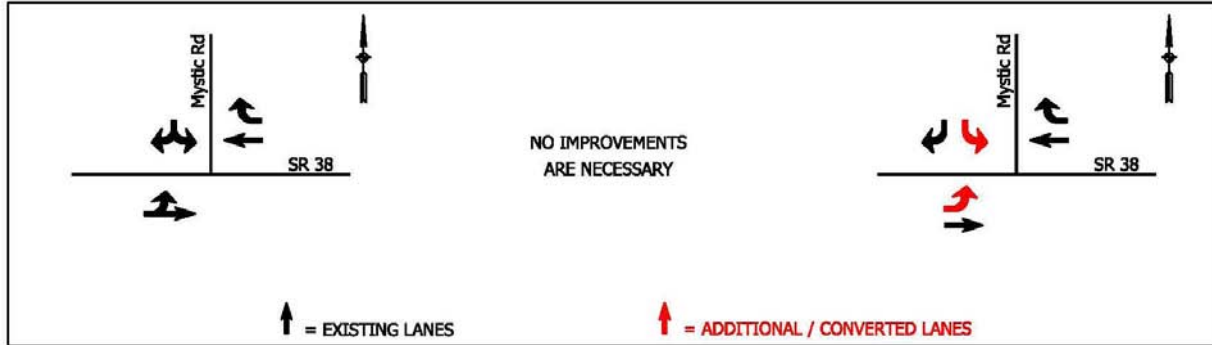 Mystic Rd
SR 38
NO IMPROVEMENTS
ARE NECESSARY
Mystic Rd
SR 38
= EXISTING LANES
= ADDITIONAL / CONVERTED LANES